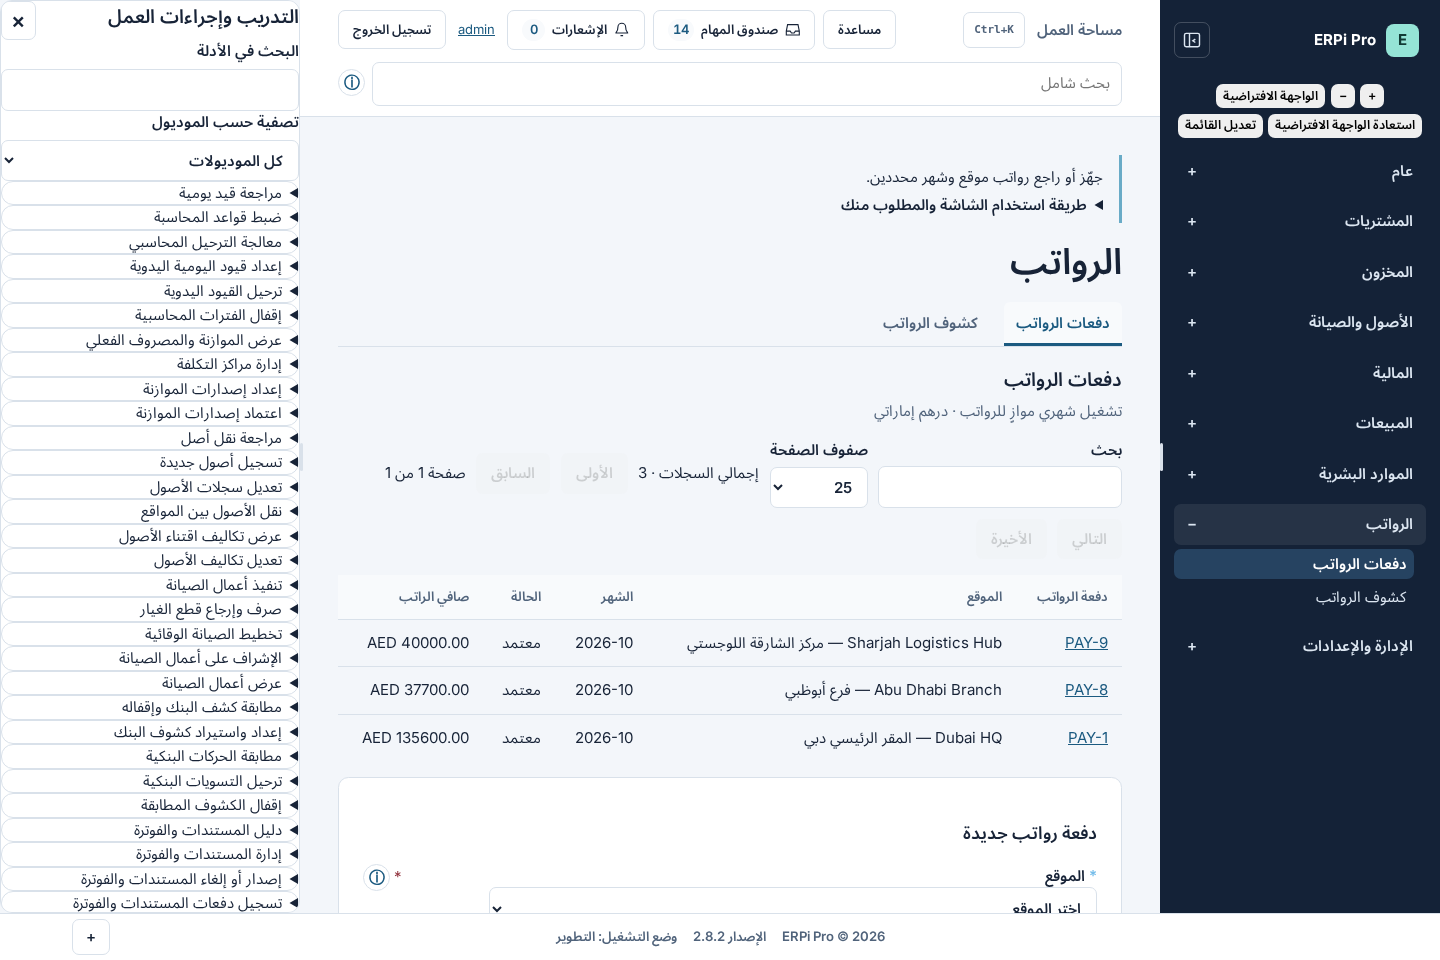 E ERPi Pro
+ − الواجهة الافتراضية
استعادة الواجهة الافتراضية تعديل القائمة
عام +
المشتريات +
المخزون +
الأصول والصيانة +
المالية +
المبيعات +
الموارد البشرية +
الرواتب −
دفعات الرواتب
كشوف الرواتب
الإدارة والإعدادات +
مساحة العمل Ctrl+K مساعدة صندوق المهام 14 الإشعارات 0 admin تسجيل الخروج
بحث شامل
جهّز أو راجع رواتب موقع وشهر محددين.
طريقة استخدام الشاشة والمطلوب منك
الرواتب
دفعات الرواتب كشوف الرواتب
دفعات الرواتب
تشغيل شهري موازٍ للرواتب · درهم إماراتي
بحث صفوف الصفحة
25 إجمالي السجلات · 3 الأولى السابق صفحة 1 من 1
التالي الأخيرة
دفعة الرواتب الموقع الشهر الحالة صافي الراتب
PAY-9 Sharjah Logistics Hub — مركز الشارقة اللوجستي 2026-10 معتمد AED 40000.00
PAY-8 Abu Dhabi Branch — فرع أبوظبي 2026-10 معتمد AED 37700.00
PAY-1 Dubai HQ — المقر الرئيسي دبي 2026-10 معتمد AED 135600.00
دفعة رواتب جديدة
* الموقع *
اختر الموقع
التدريب وإجراءات العمل ×
البحث في الأدلة
تصفية حسب الموديول
كل الموديولات
مراجعة قيد يومية
ضبط قواعد المحاسبة
معالجة الترحيل المحاسبي
إعداد قيود اليومية اليدوية
ترحيل القيود اليدوية
إقفال الفترات المحاسبية
عرض الموازنة والمصروف الفعلي
إدارة مراكز التكلفة
إعداد إصدارات الموازنة
اعتماد إصدارات الموازنة
مراجعة نقل أصل
تسجيل أصول جديدة
تعديل سجلات الأصول
نقل الأصول بين المواقع
عرض تكاليف اقتناء الأصول
تعديل تكاليف الأصول
تنفيذ أعمال الصيانة
صرف وإرجاع قطع الغيار
تخطيط الصيانة الوقائية
الإشراف على أعمال الصيانة
عرض أعمال الصيانة
مطابقة كشف البنك وإقفاله
إعداد واستيراد كشوف البنك
مطابقة الحركات البنكية
ترحيل التسويات البنكية
إقفال الكشوف المطابقة
دليل المستندات والفوترة
إدارة المستندات والفوترة
إصدار أو إلغاء المستندات والفوترة
تسجيل دفعات المستندات والفوترة
ERPi Pro © 2026 الإصدار 2.8.2 وضع التشغيل: التطوير +